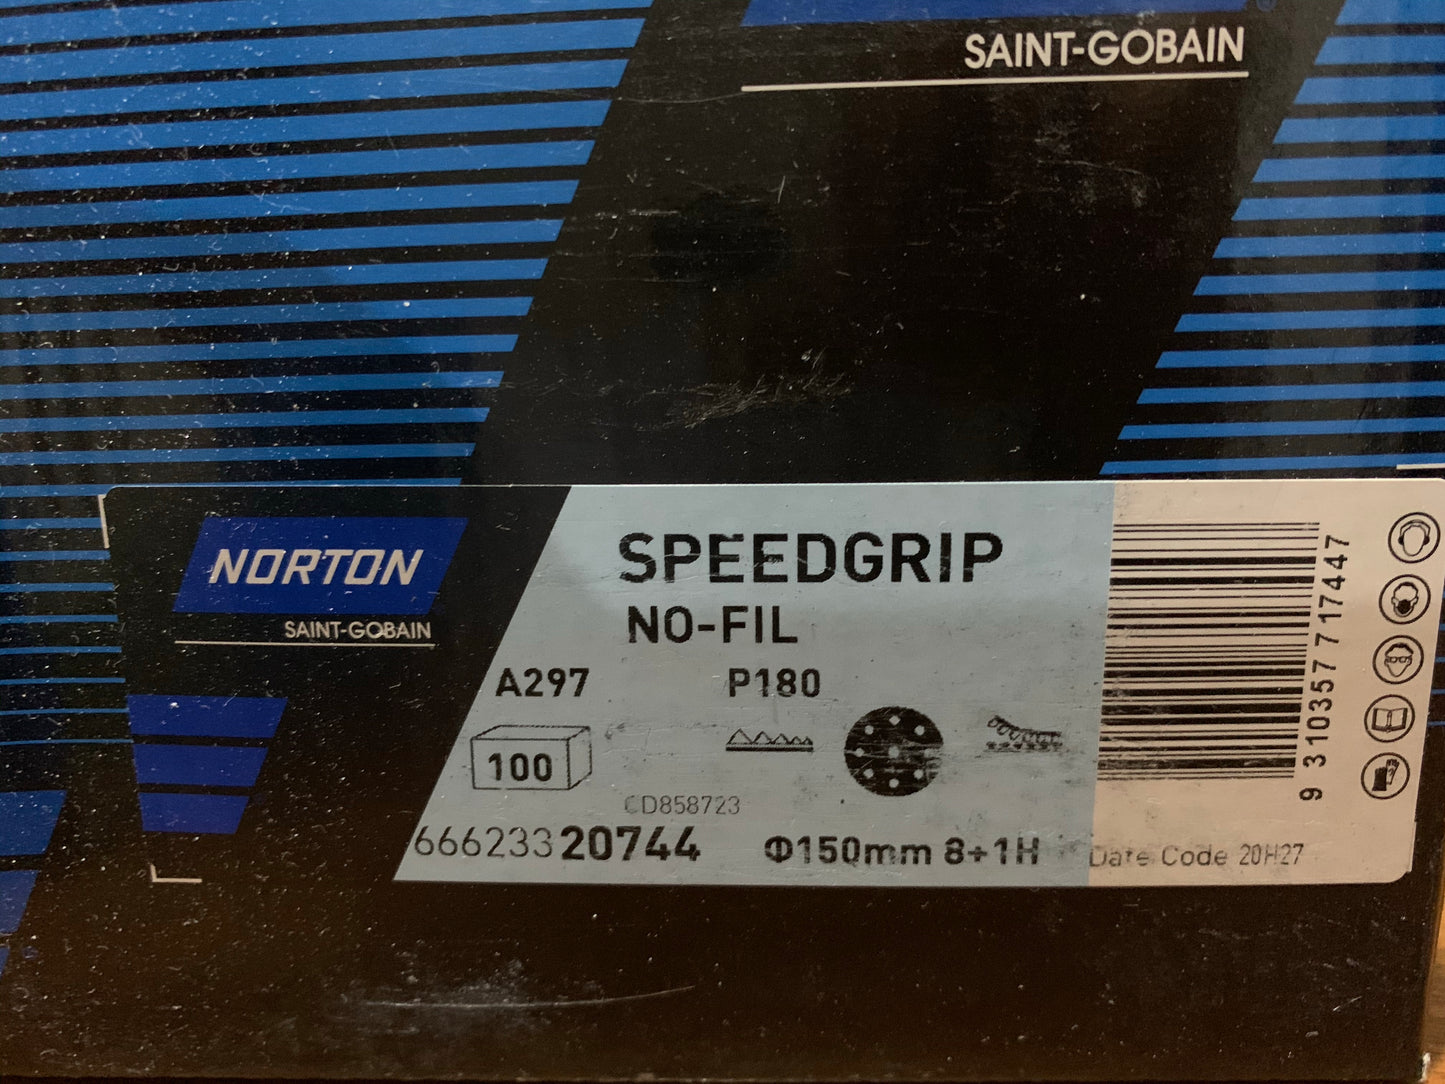 SAINT-GOBAIN
NORTON
SAINT-GOBAIN
SPEEDGRIP
NO-FIL
A297 P180
100
CD858723
66623320744 Φ150mm 8+1H
9 310357 717447
Date Code 20H27